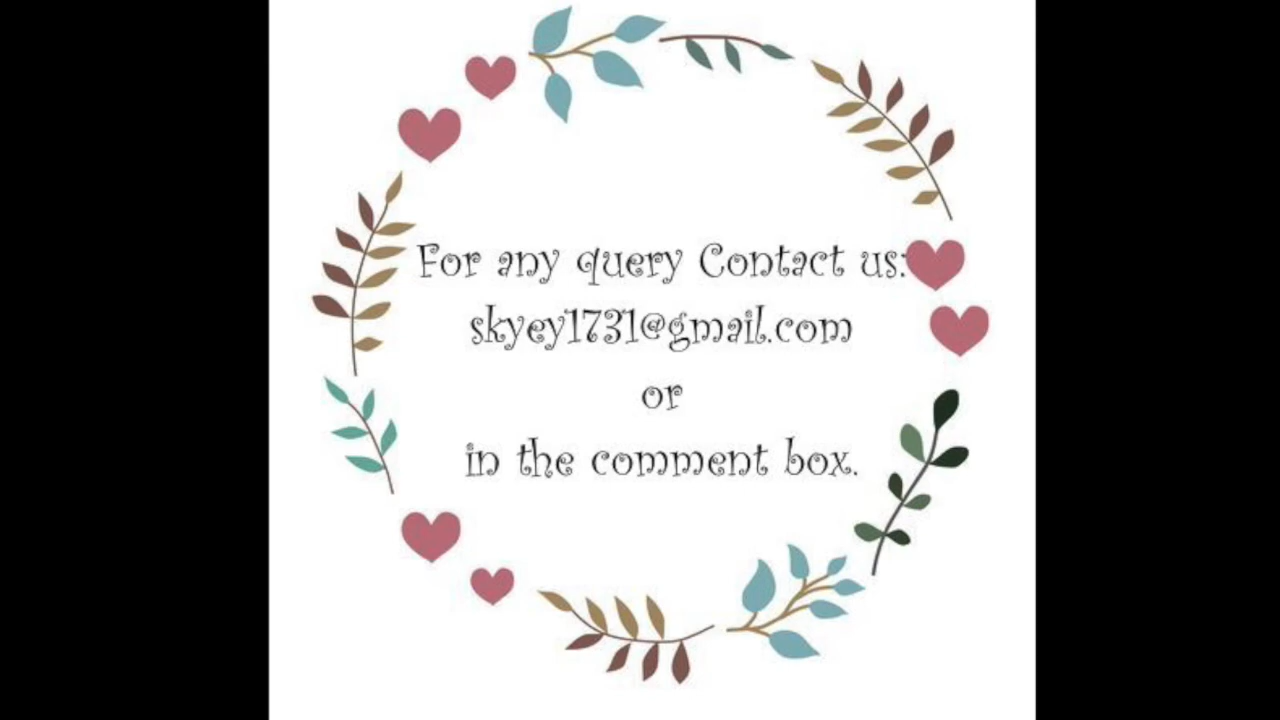 For any query Contact us:
skyey1731@gmail.com
or
in the comment box.